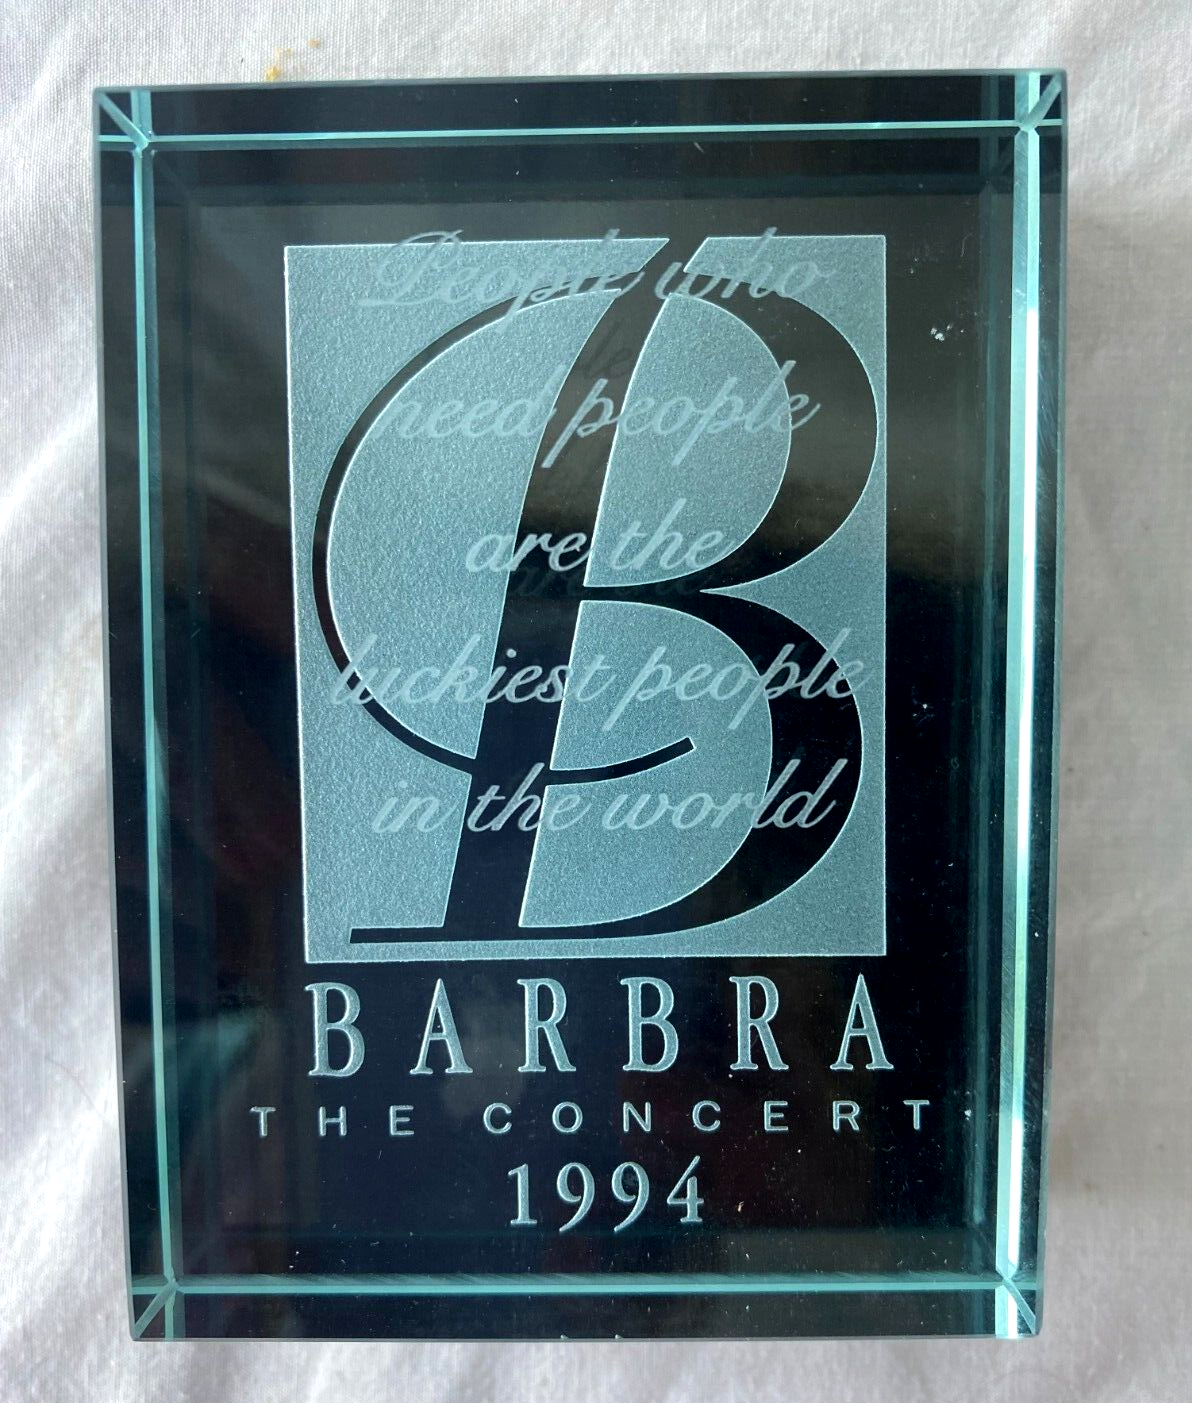 People who
need people
are the
luckiest people
in the world
B
BARBRA
THE CONCERT
1994